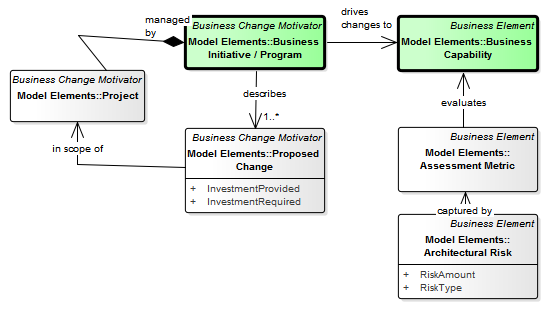 managed
by
Business Change Motivator
Model Elements::Business
Initiative / Program
drives
changes to
Business Element
Model Elements::Business
Capability
Business Change Motivator
Model Elements::Project
describes
1..*
evaluates
in scope of
Business Change Motivator
Model Elements::Proposed
Change
+ InvestmentProvided
+ InvestmentRequired
Business Element
Model Elements::
Assessment Metric
captured by
Business Element
Model Elements::
Architectural Risk
+ RiskAmount
+ RiskType